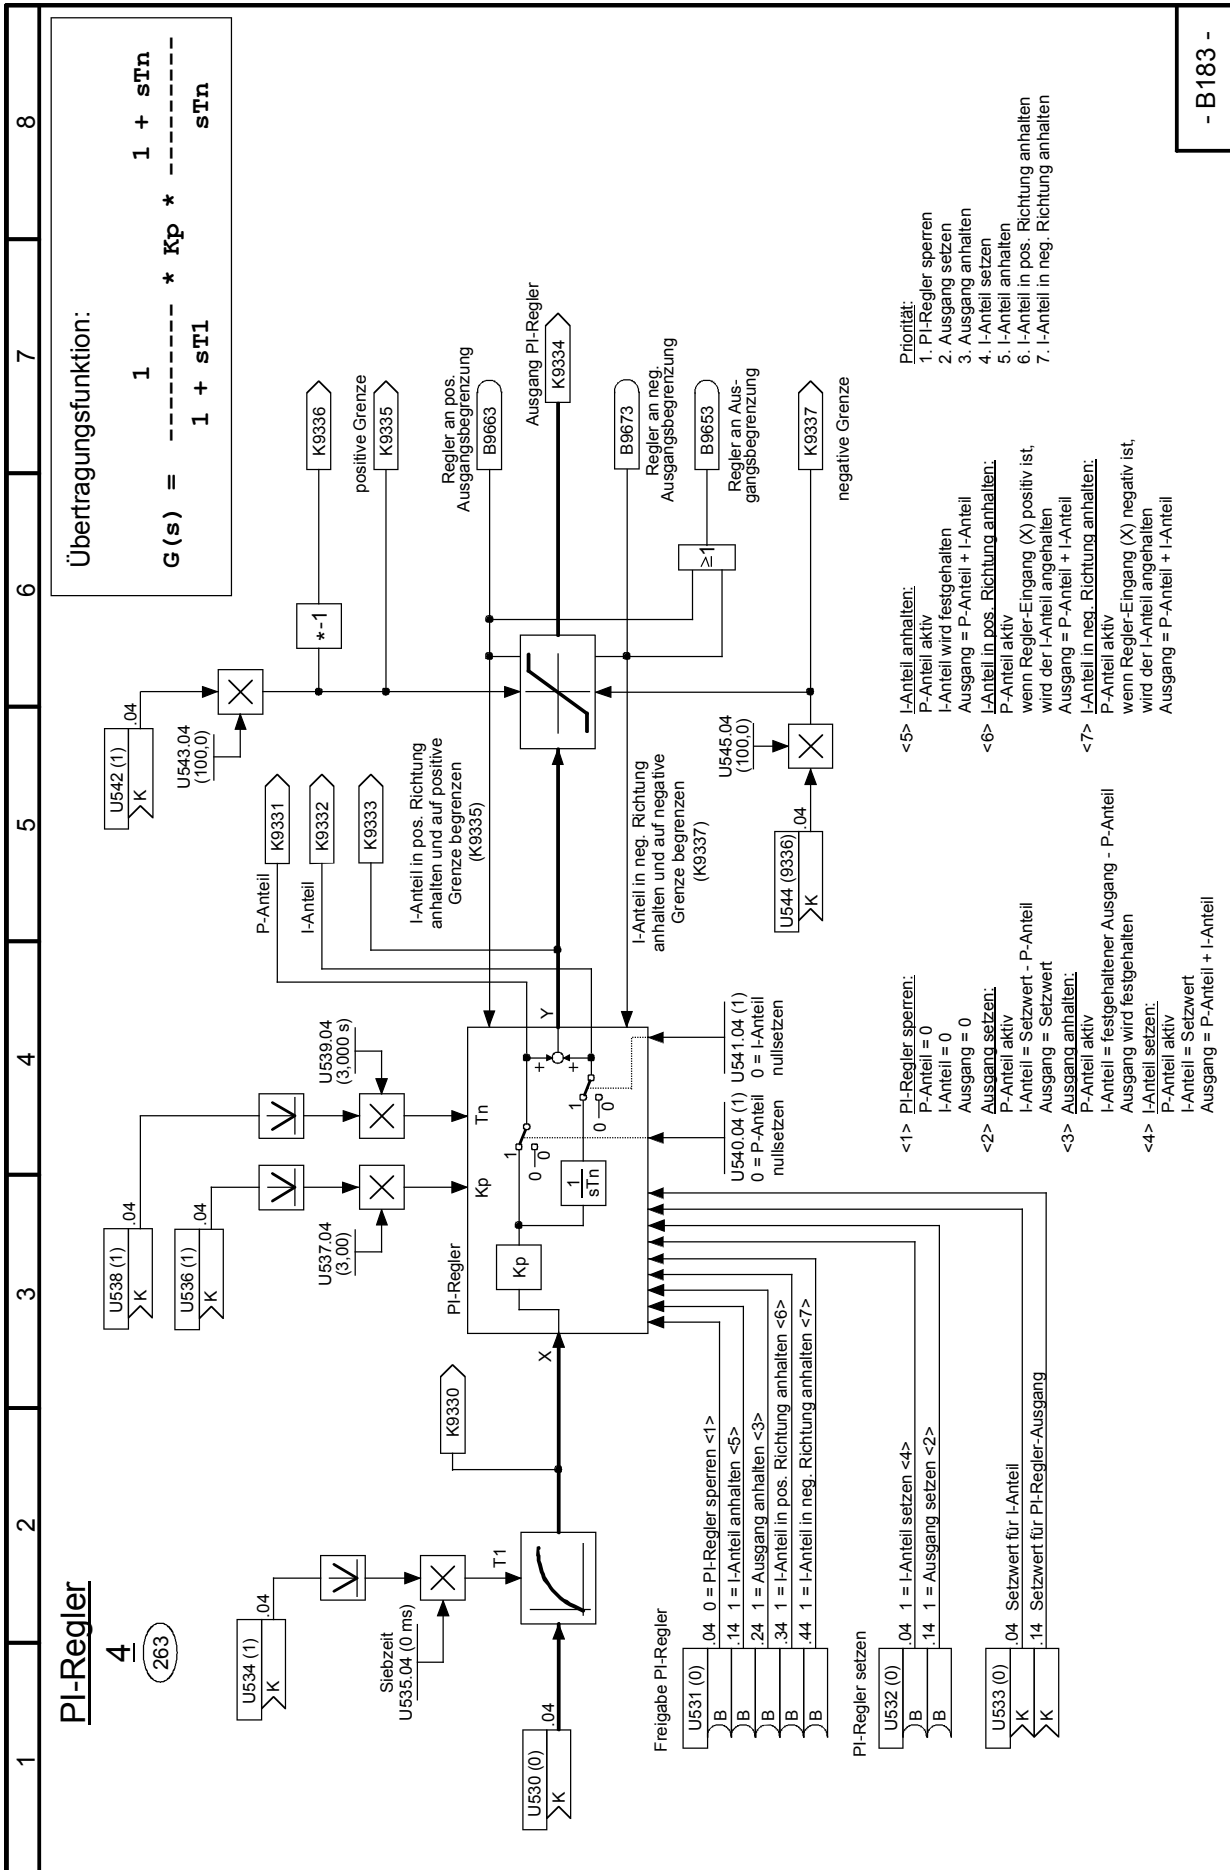 1
2
3
4
5
6
7
8
PI-Regler
4
263
Übertragungsfunktion:
1 1 + sTn
G(s) = -------- * Kp * ---------
1 + sT1 sTn
U534 (1)
K
.04
Siebzeit
U535.04 (0 ms)
T1
U530 (0)
K
.04
K9330
X
U538 (1)
K
.04
U536 (1)
K
.04
U537.04
(3,00)
U539.04
(3,000 s)
Kp
Tn
PI-Regler
Kp
1
sTn
1
0
0
1
0
0
+
+
Y
U540.04 (1)
0 = P-Anteil
nullsetzen
U541.04 (1)
0 = I-Anteil
nullsetzen
P-Anteil
K9331
I-Anteil
K9332
K9333
I-Anteil in pos. Richtung
anhalten und auf positive
Grenze begrenzen
(K9335)
I-Anteil in neg. Richtung
anhalten und auf negative
Grenze begrenzen
(K9337)
U542 (1)
K
.04
U543.04
(100,0)
U545.04
(100,0)
U544 (9336)
K
.04
*-1
K9336
positive Grenze
K9335
Regler an pos.
Ausgangsbegrenzung
B9663
Ausgang PI-Regler
K9334
B9673
Regler an neg.
Ausgangsbegrenzung
≥1
B9653
Regler an Aus-
gangsbegrenzung
K9337
negative Grenze
Freigabe PI-Regler
U531 (0)
B .04 0 = PI-Regler sperren <1>
B .14 1 = I-Anteil anhalten <5>
B .24 1 = Ausgang anhalten <3>
B .34 1 = I-Anteil in pos. Richtung anhalten <6>
B .44 1 = I-Anteil in neg. Richtung anhalten <7>
PI-Regler setzen
U532 (0)
B .04 1 = I-Anteil setzen <4>
B .14 1 = Ausgang setzen <2>
U533 (0)
K .04 Setzwert für I-Anteil
K .14 Setzwert für PI-Regler-Ausgang
<1> PI-Regler sperren:
P-Anteil = 0
I-Anteil = 0
Ausgang = 0
<2> Ausgang setzen:
P-Anteil aktiv
I-Anteil = Setzwert - P-Anteil
Ausgang = Setzwert
<3> Ausgang anhalten:
P-Anteil aktiv
I-Anteil = festgehaltener Ausgang - P-Anteil
Ausgang wird festgehalten
<4> I-Anteil setzen:
P-Anteil aktiv
I-Anteil = Setzwert
Ausgang = P-Anteil + I-Anteil
<5> I-Anteil anhalten:
P-Anteil aktiv
I-Anteil wird festgehalten
Ausgang = P-Anteil + I-Anteil
<6> I-Anteil in pos. Richtung anhalten:
P-Anteil aktiv
wenn Regler-Eingang (X) positiv ist,
wird der I-Anteil angehalten
Ausgang = P-Anteil + I-Anteil
<7> I-Anteil in neg. Richtung anhalten:
P-Anteil aktiv
wenn Regler-Eingang (X) negativ ist,
wird der I-Anteil angehalten
Ausgang = P-Anteil + I-Anteil
Priorität:
1. PI-Regler sperren
2. Ausgang setzen
3. Ausgang anhalten
4. I-Anteil setzen
5. I-Anteil anhalten
6. I-Anteil in pos. Richtung anhalten
7. I-Anteil in neg. Richtung anhalten
- B183 -